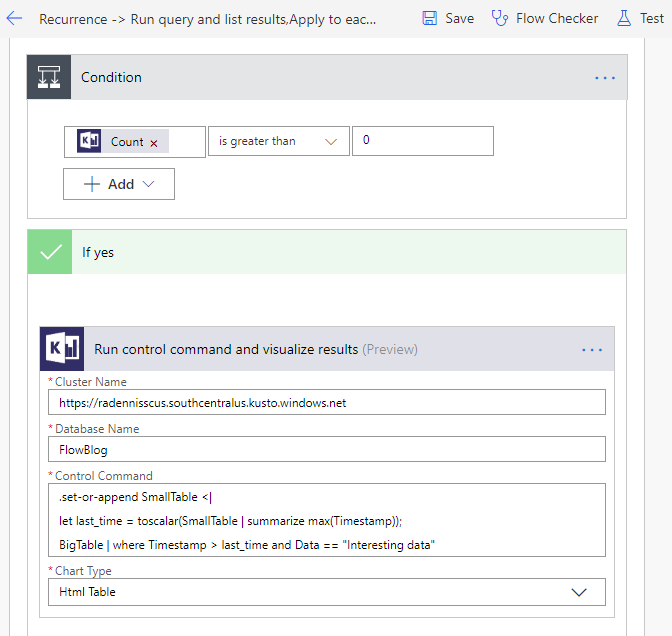 Recurrence -> Run query and list results,Apply to eac...
Save
Flow Checker
Test
Condition
Count
is greater than
0
Add
If yes
Run control command and visualize results (Preview)
* Cluster Name
https://radennisscus.southcentralus.kusto.windows.net
* Database Name
FlowBlog
* Control Command
.set-or-append SmallTable <|
let last_time = toscalar(SmallTable | summarize max(Timestamp));
BigTable | where Timestamp > last_time and Data == "Interesting data"
* Chart Type
Html Table